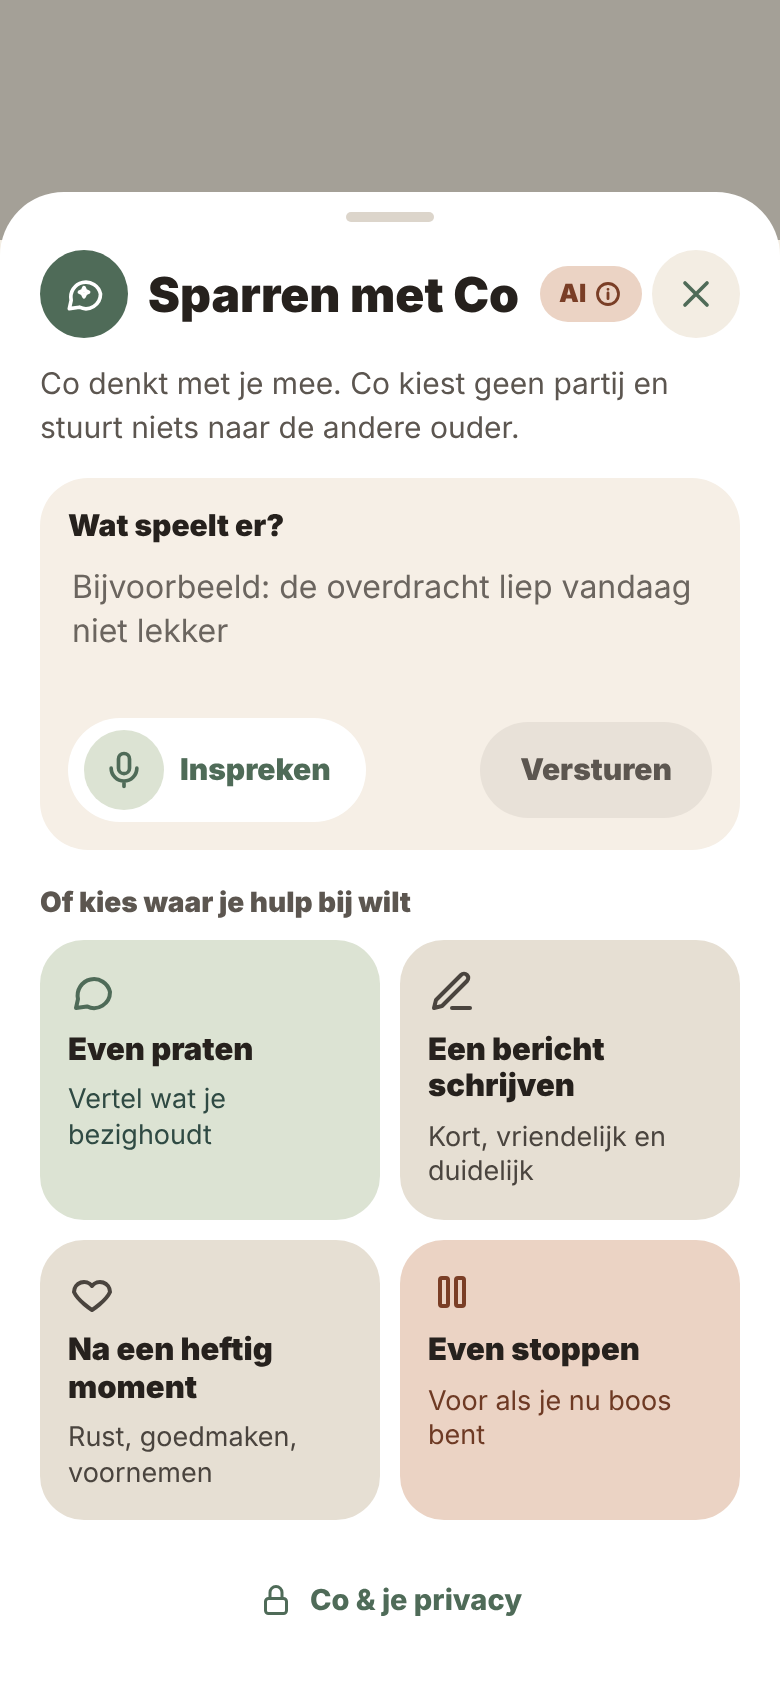 Sparren met Co
AI
Co denkt met je mee. Co kiest geen partij en
stuurt niets naar de andere ouder.
Wat speelt er?
Bijvoorbeeld: de overdracht liep vandaag
niet lekker
Inspreken
Versturen
Of kies waar je hulp bij wilt
Even praten
Vertel wat je
bezighoudt
Een bericht
schrijven
Kort, vriendelijk en
duidelijk
Na een heftig
moment
Rust, goedmaken,
voornemen
Even stoppen
Voor als je nu boos
bent
Co & je privacy